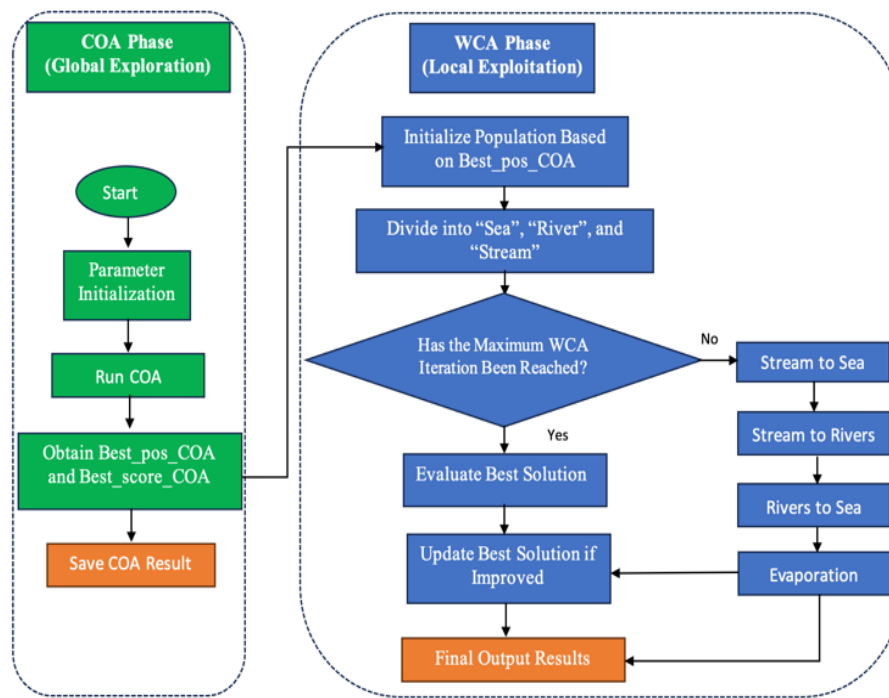 COA Phase
(Global Exploration)
Start
Parameter
Initialization
Run COA
Obtain Best_pos_COA
and Best_score_COA
Save COA Result
WCA Phase
(Local Exploitation)
Initialize Population Based
on Best_pos_COA
Divide into “Sea”, “River”, and
“Stream”
Has the Maximum WCA
Iteration Been Reached?
No
Yes
Stream to Sea
Stream to Rivers
Rivers to Sea
Evaporation
Evaluate Best Solution
Update Best Solution if
Improved
Final Output Results